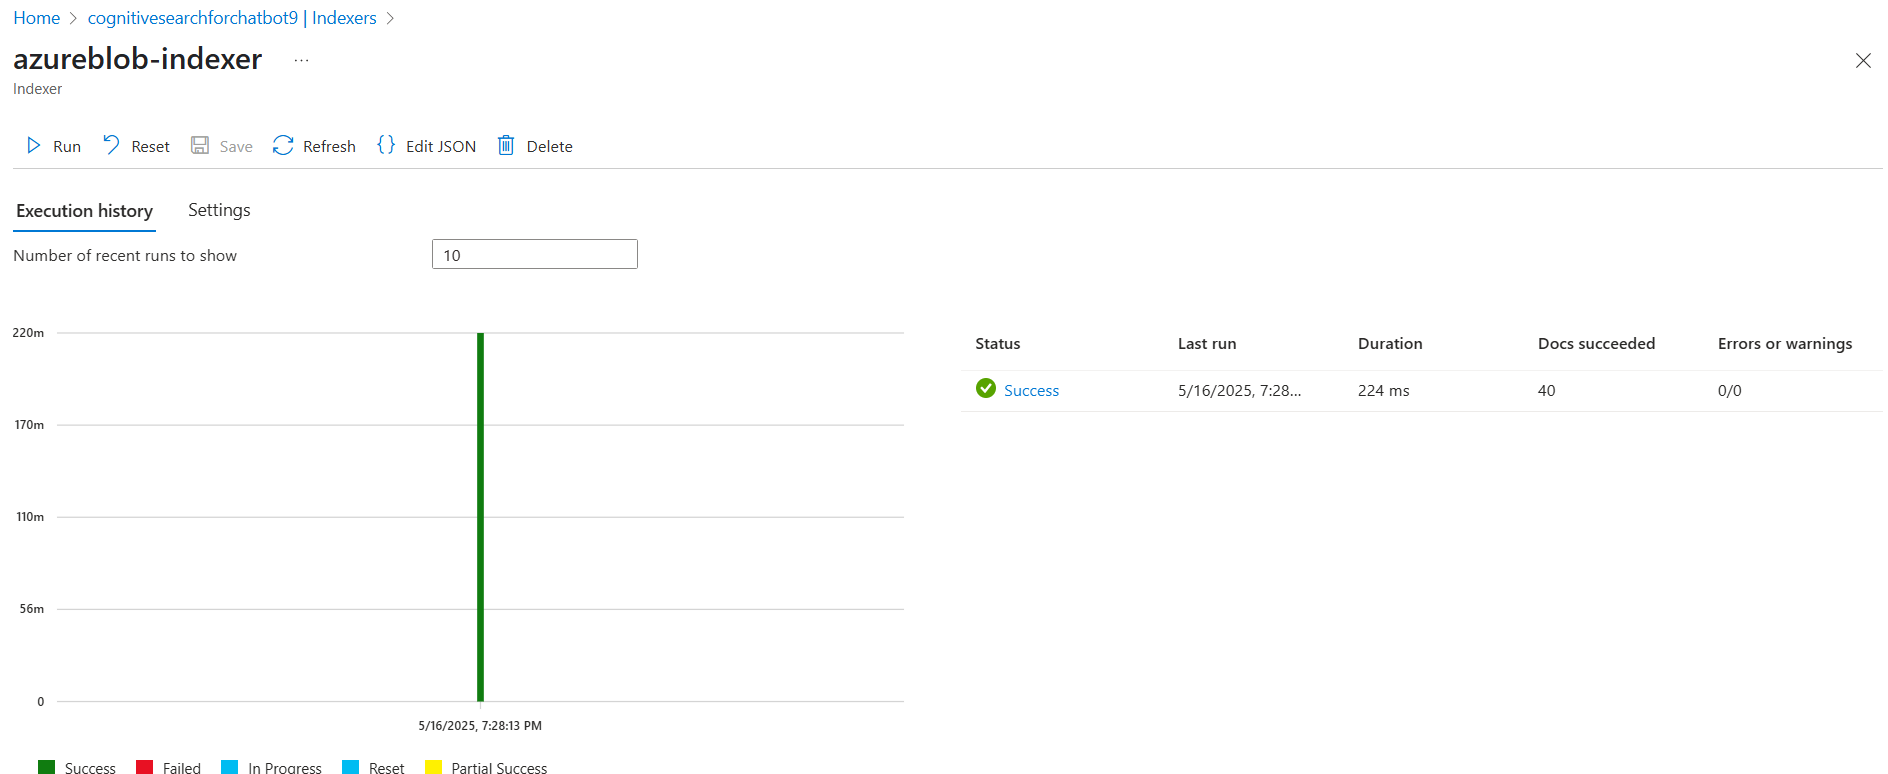 Home > cognitivesearchforchatbot9 | Indexers >
azureblob-indexer ...
Indexer
Run Reset Save Refresh Edit JSON Delete
Execution history Settings
Number of recent runs to show 10
220m
170m
110m
56m
0
5/16/2025, 7:28:13 PM
Success Failed In Progress Reset Partial Success
Status Last run Duration Docs succeeded Errors or warnings
Success 5/16/2025, 7:28... 224 ms 40 0/0